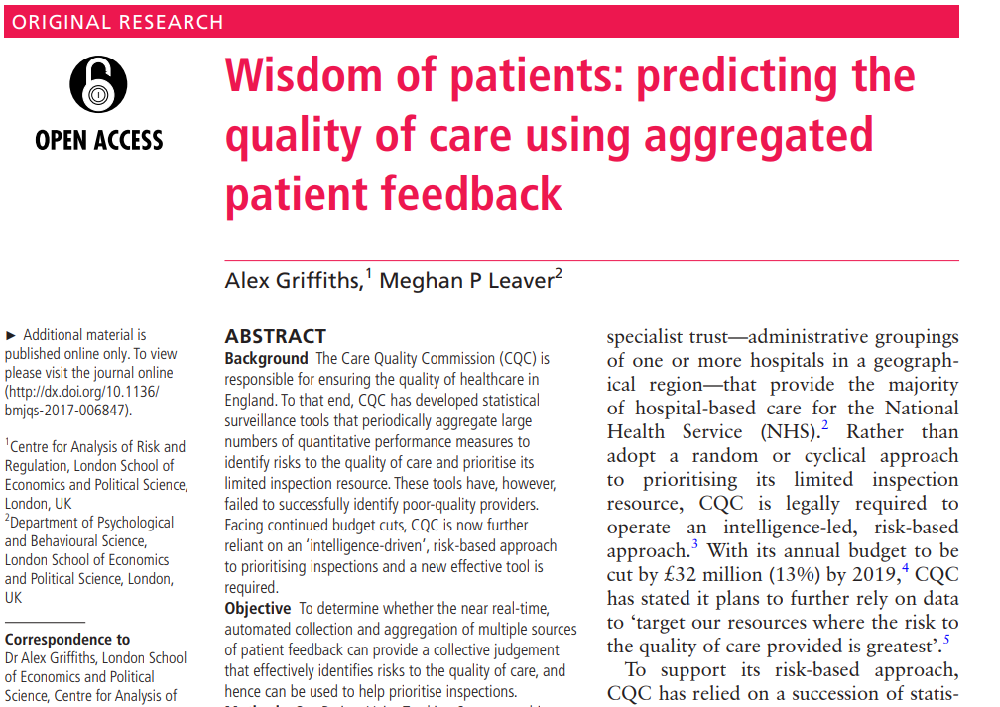 ORIGINAL RESEARCH
OPEN ACCESS
Wisdom of patients: predicting the
quality of care using aggregated
patient feedback
Alex Griffiths,1 Meghan P Leaver2
► Additional material is
published online only. To view
please visit the journal online
(http://dx.doi.org/10.1136/
bmjqs-2017-006847).
1Centre for Analysis of Risk and
Regulation, London School of
Economics and Political Science,
London, UK
2Department of Psychological
and Behavioural Science,
London School of Economics
and Political Science, London,
UK
Correspondence to
Dr Alex Griffiths, London School
of Economics and Political
Science, Centre for Analysis of
ABSTRACT
Background The Care Quality Commission (CQC) is
responsible for ensuring the quality of healthcare in
England. To that end, CQC has developed statistical
surveillance tools that periodically aggregate large
numbers of quantitative performance measures to
identify risks to the quality of care and prioritise its
limited inspection resource. These tools have, however,
failed to successfully identify poor-quality providers.
Facing continued budget cuts, CQC is now further
reliant on an ‘intelligence-driven’, risk-based approach
to prioritising inspections and a new effective tool is
required.
Objective To determine whether the near real-time,
automated collection and aggregation of multiple sources
of patient feedback can provide a collective judgement
that effectively identifies risks to the quality of care, and
hence can be used to help prioritise inspections.
specialist trust—administrative groupings
of one or more hospitals in a geograph-
ical region—that provide the majority
of hospital-based care for the National
Health Service (NHS).2 Rather than
adopt a random or cyclical approach
to prioritising its limited inspection
resource, CQC is legally required to
operate an intelligence-led, risk-based
approach.3 With its annual budget to be
cut by £32 million (13%) by 2019,4 CQC
has stated it plans to further rely on data
to ‘target our resources where the risk to
the quality of care provided is greatest’.5
To support its risk-based approach,
CQC has relied on a succession of statis-